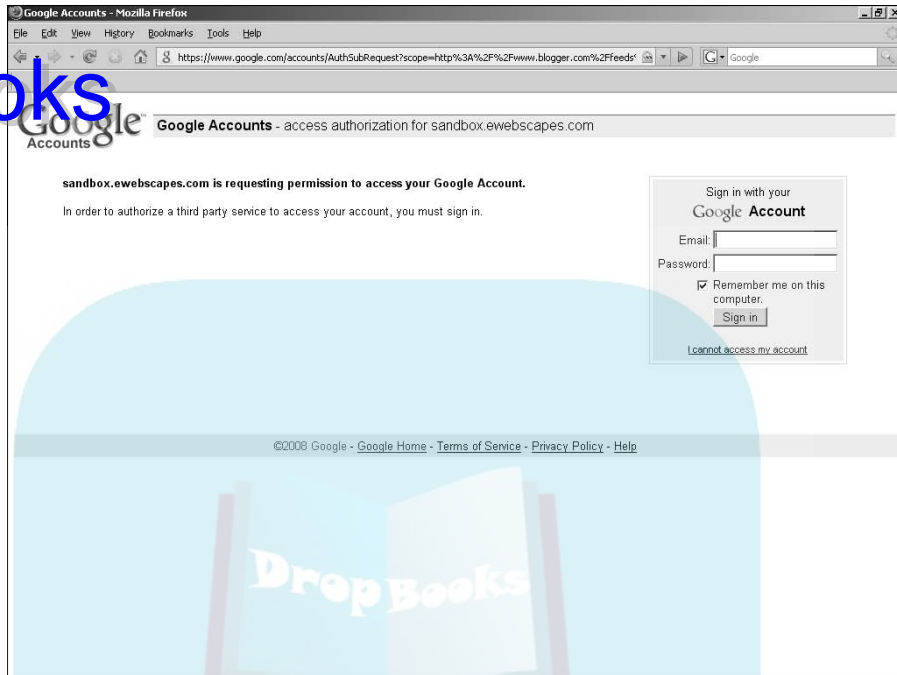 Google Accounts - Mozilla Firefox
File Edit View History Bookmarks Tools Help
https://www.google.com/accounts/AuthSubRequest?scope=http%3A%2F%2Fwww.blogger.com%2Ffeeds
G Google
oks
Google Accounts
Google Accounts - access authorization for sandbox.ewebscapes.com
sandbox.ewebscapes.com is requesting permission to access your Google Account.
In order to authorize a third party service to access your account, you must sign in.
Sign in with your
Google Account
Email:
Password:
Remember me on this
computer.
Sign in
I cannot access my account
©2008 Google - Google Home - Terms of Service - Privacy Policy - Help
DropBooks